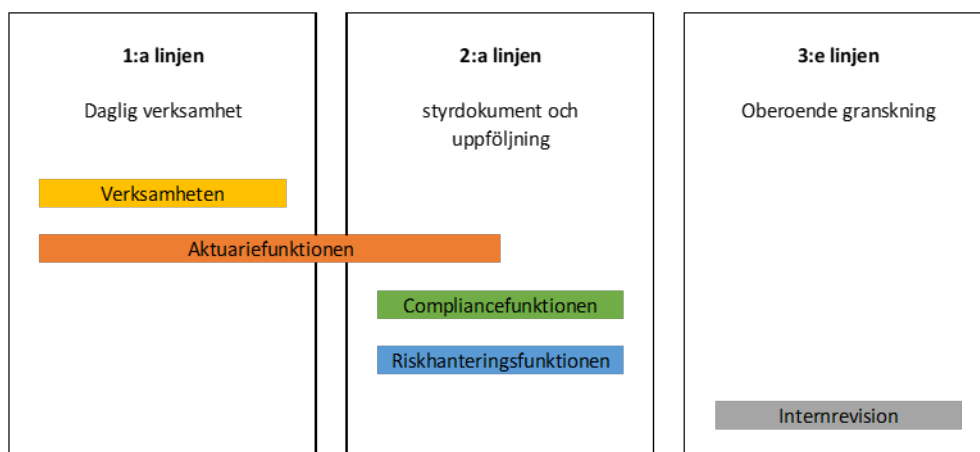 1:a linjen
Daglig verksamhet
2:a linjen
styrdokument och
uppföljning
3:e linjen
Oberoende granskning
Verksamheten
Aktuariefunktionen
Compliancefunktionen
Riskhanteringsfunktionen
Internrevision